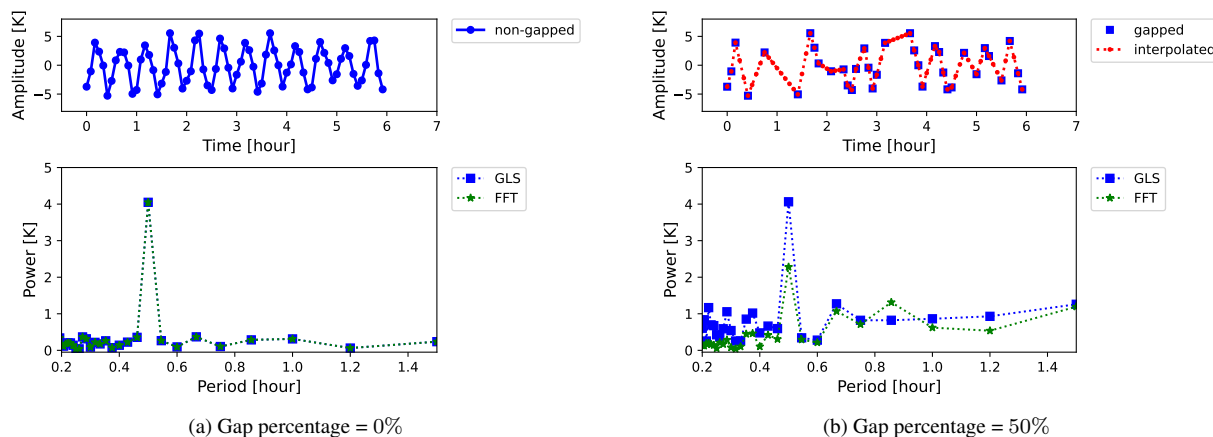 Amplitude [K]
5
0
−5
0 1 2 3 4 5 6 7
Time [hour]
non-gapped
Power [K]
5
4
3
2
1
0
0.2 0.4 0.6 0.8 1.0 1.2 1.4
Period [hour]
GLS
FFT
(a) Gap percentage = 0%
Amplitude [K]
5
0
−5
0 1 2 3 4 5 6 7
Time [hour]
gapped
interpolated
Power [K]
5
4
3
2
1
0
0.2 0.4 0.6 0.8 1.0 1.2 1.4
Period [hour]
GLS
FFT
(b) Gap percentage = 50%